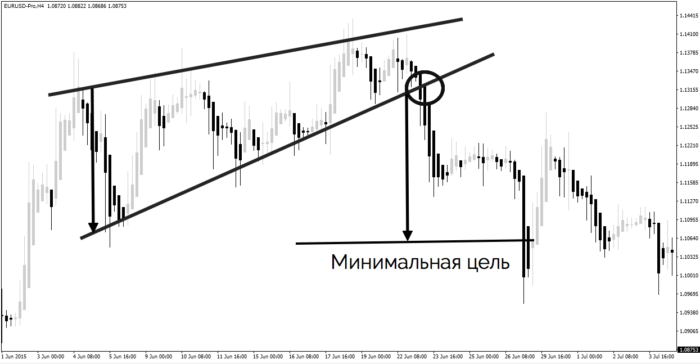 EURUSD-Pro,H4 1.08720 1.08822 1.08686 1.08753
1.14415
1.14100
1.13785
1.13470
1.13155
1.12840
1.12525
1.12210
1.11895
1.11585
1.11270
1.10955
1.10640
1.10325
1.10010
1.09695
1.09380
1.09065
1.08753
Минимальная цель
1 Jun 2015
3 Jun 00:00
4 Jun 08:00
5 Jun 16:00
9 Jun 00:00
10 Jun 08:00
11 Jun 16:00
15 Jun 00:00
16 Jun 08:00
17 Jun 16:00
19 Jun 00:00
22 Jun 08:00
23 Jun 16:00
25 Jun 00:00
26 Jun 08:00
29 Jun 16:00
1 Jul 00:00
2 Jul 08:00
3 Jul 16:00